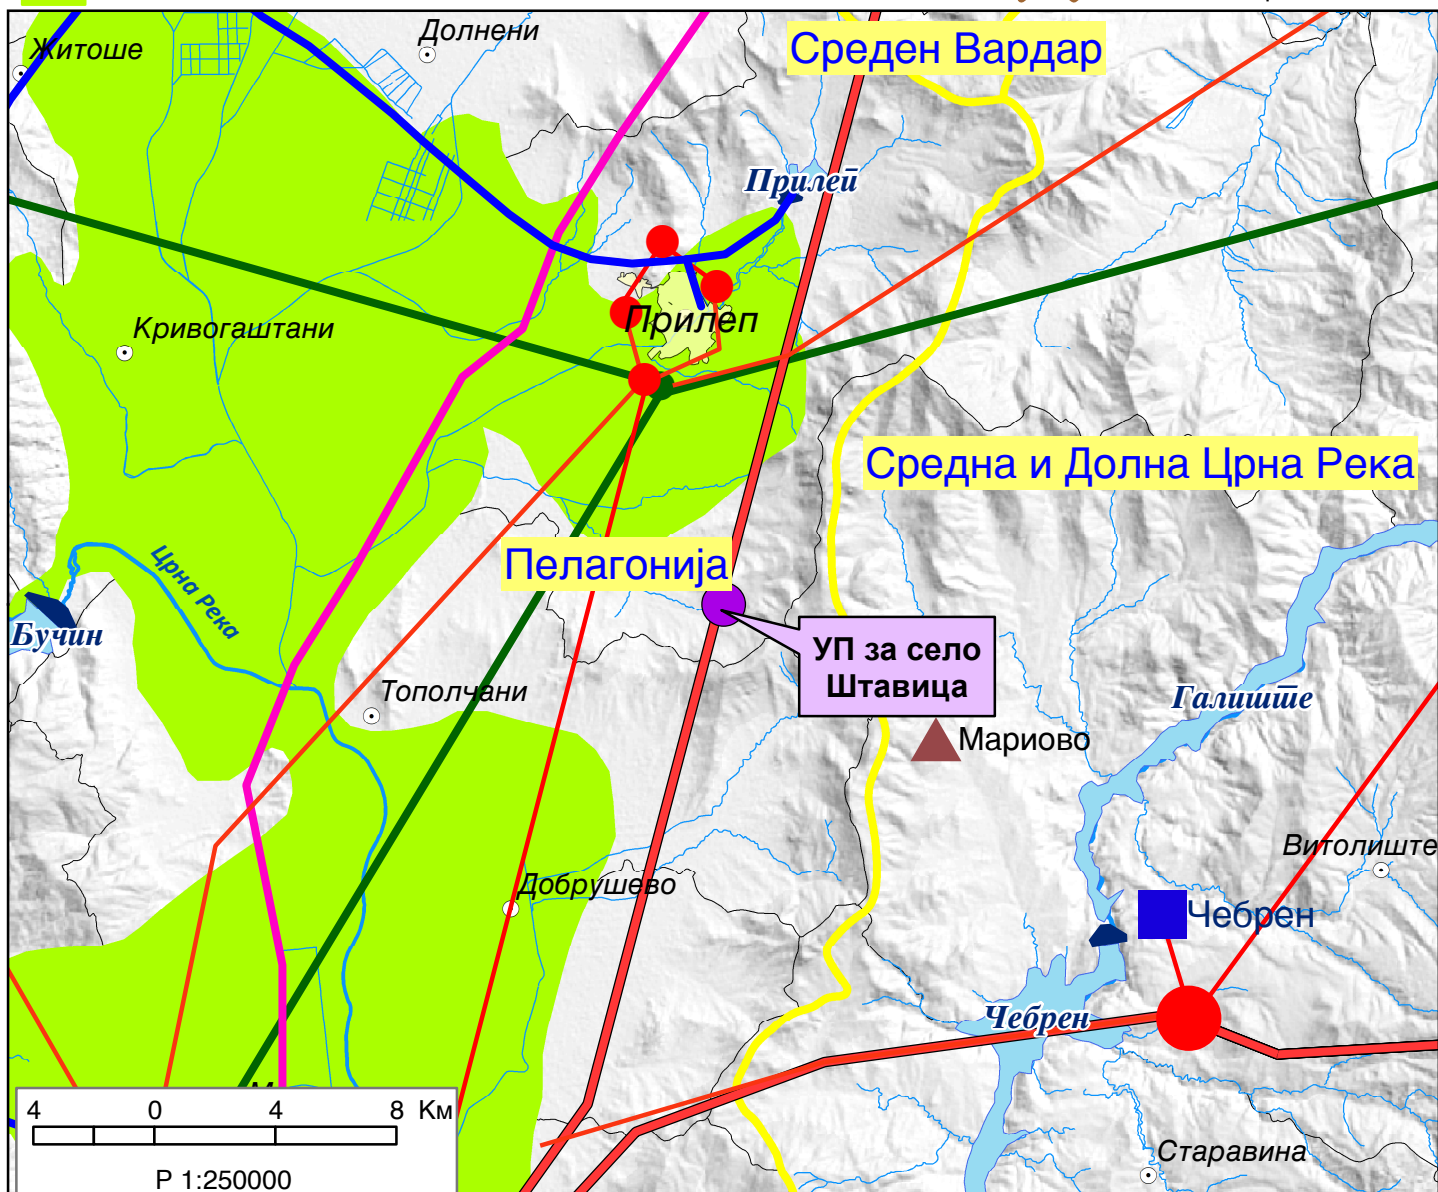 Долнени
Житоше
Среден Вардар
Прилеп
Прилеп
Кривогаштани
Средна и Долна Црна Река
Пелагонија
Црна Река
Бучин
УП за село
Штавица
Тополчани
Галиште
Мариово
Витолиште
Добрушево
Чебрен
Чебрен
4 0 4 8 Км
Р 1:250000
Старавина